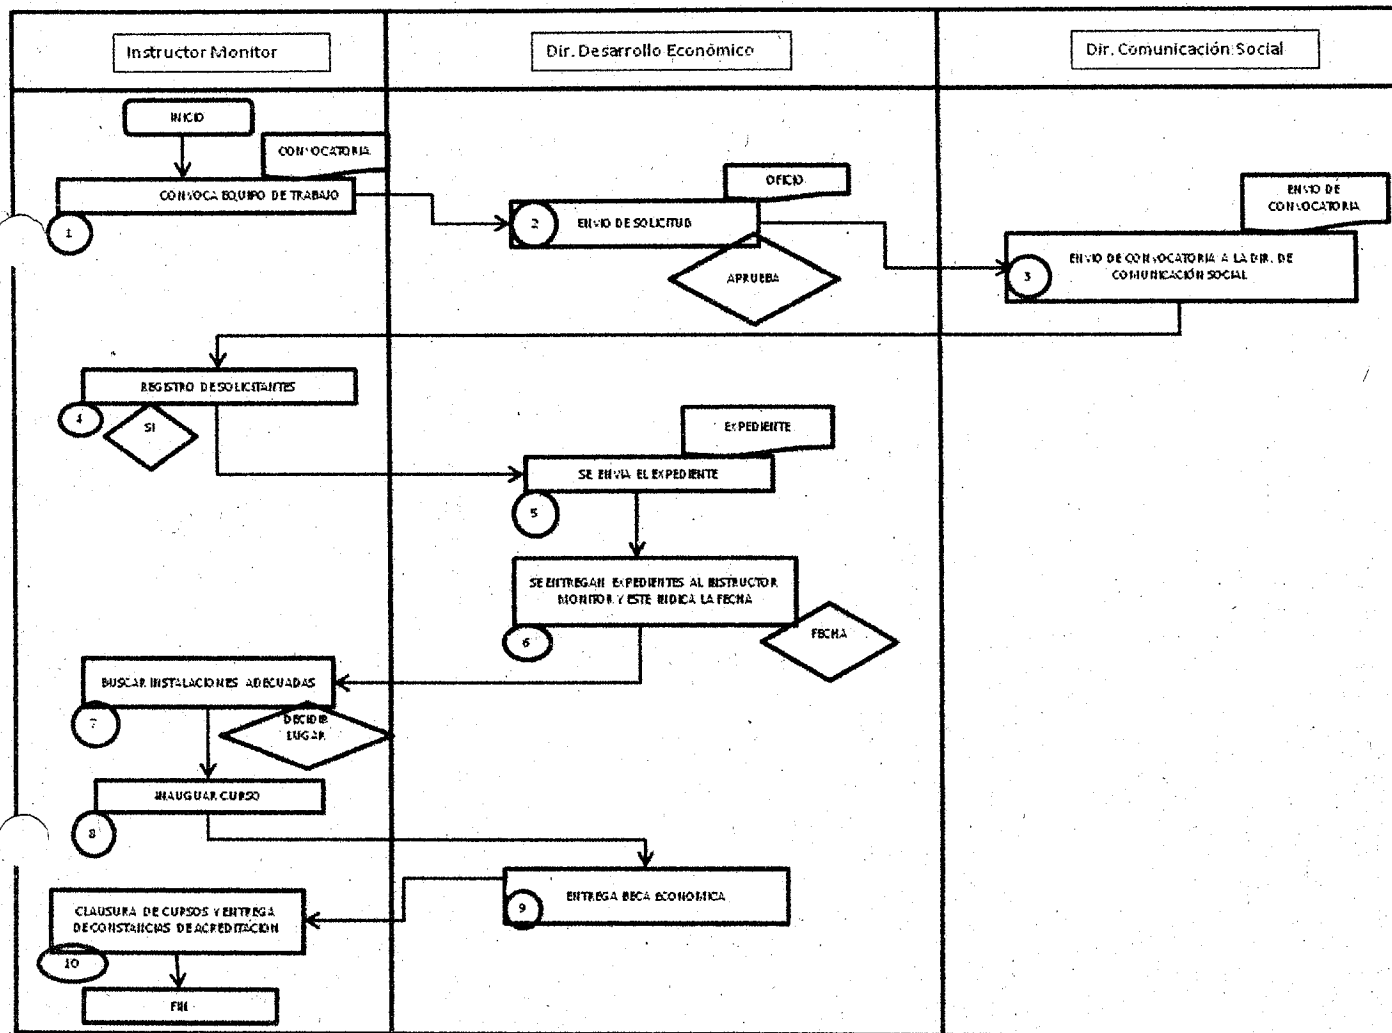 Instructor Monitor
Dir. Desarrollo Económico
Dir. Comunicación Social
INICIO
CONVOCATORIA
CONVOCA EQUIPO DE TRABAJO
1
OFICIO
2
ENVIO DE SOLICITUD
APRUEBA
ENVIO DE
CONVOCATORIA
ENVIO DE CONVOCATORIA A LA DIR. DE
COMUNICACIÓN SOCIAL
3
REGISTRO DE SOLICITANTES
4
SI
EXPEDIENTE
SE ENVIA EL EXPEDIENTE
5
SE ENTREGAN EXPEDIENTES AL INSTRUCTOR
MONITOR Y ESTE INDICA LA FECHA
6
FECHA
BUSCAR INSTALACIONES ADECUADAS
7
DECIDIR
LUGAR
INAUGUAR CURSO
8
ENTREGA BECA ECONOMICA
9
CLAUSURA DE CURSOS Y ENTREGA
DE CONSTANCIAS DE ACREDITACION
10
FIN